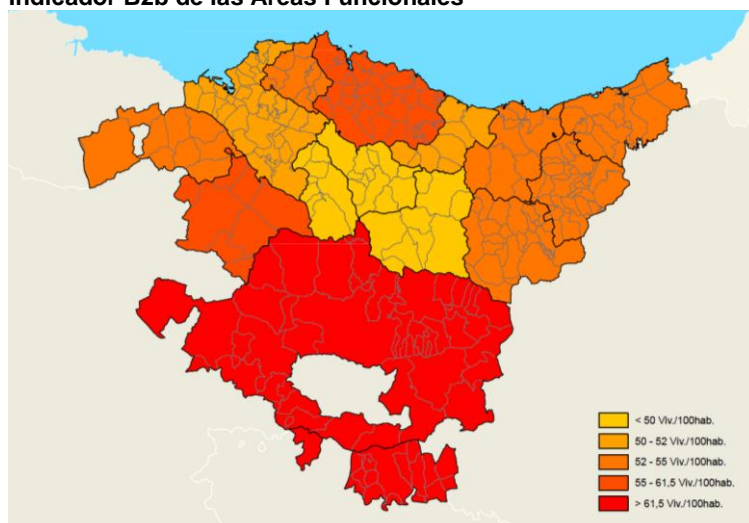 Indicador B2b de las Áreas Funcionales
< 50 Viv./100hab.
50 - 52 Viv./100hab.
52 - 55 Viv./100hab.
55 - 61,5 Viv./100hab.
> 61,5 Viv./100hab.